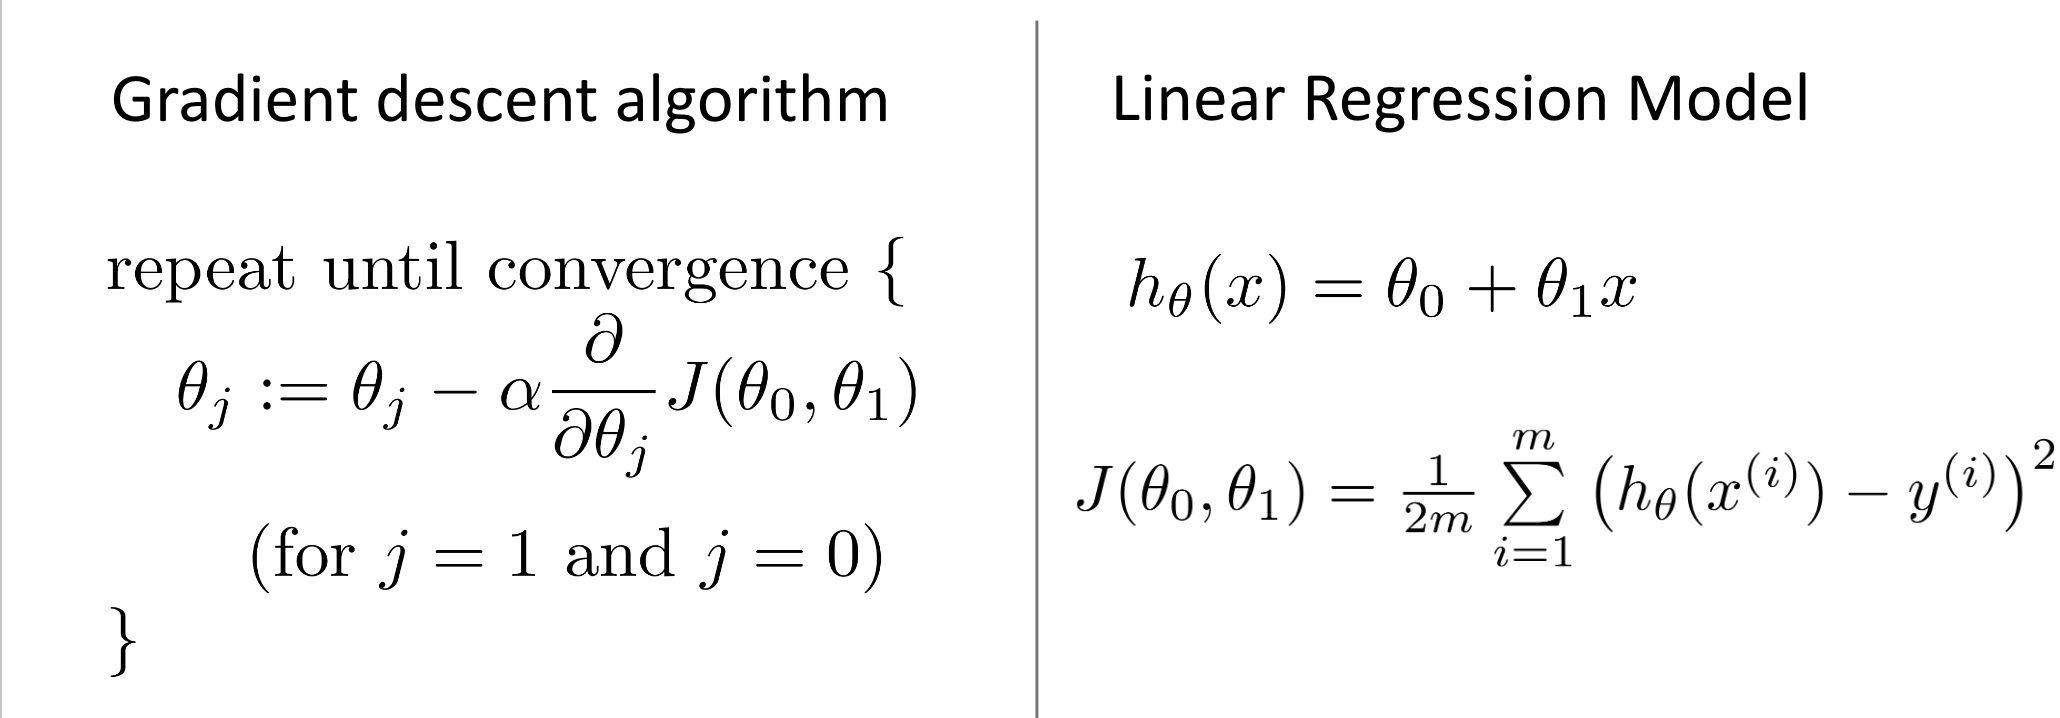 Gradient descent algorithm
repeat until convergence {
θ_j := θ_j − α ∂/∂θ_j J(θ_0, θ_1)
(for j = 1 and j = 0)
}
Linear Regression Model
h_θ(x) = θ_0 + θ_1x
J(θ_0, θ_1) = 1/2m ∑_{i=1}^{m} (h_θ(x^{(i)}) − y^{(i)})^2